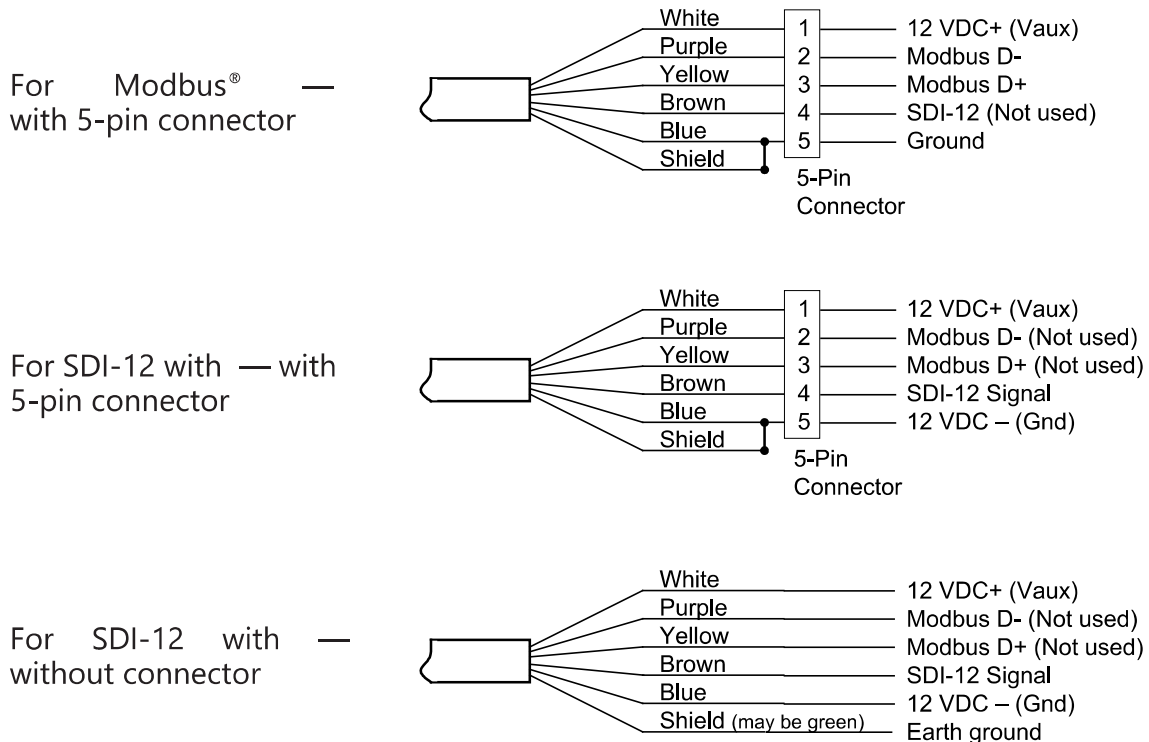 For Modbus® —
with 5-pin connector
White 1 12 VDC+ (Vaux)
Purple 2 Modbus D-
Yellow 3 Modbus D+
Brown 4 SDI-12 (Not used)
Blue 5 Ground
Shield
5-Pin
Connector
For SDI-12 with — with
5-pin connector
White 1 12 VDC+ (Vaux)
Purple 2 Modbus D- (Not used)
Yellow 3 Modbus D+ (Not used)
Brown 4 SDI-12 Signal
Blue 5 12 VDC – (Gnd)
Shield
5-Pin
Connector
For SDI-12 with —
without connector
White 12 VDC+ (Vaux)
Purple Modbus D- (Not used)
Yellow Modbus D+ (Not used)
Brown SDI-12 Signal
Blue 12 VDC – (Gnd)
Shield (may be green) Earth ground